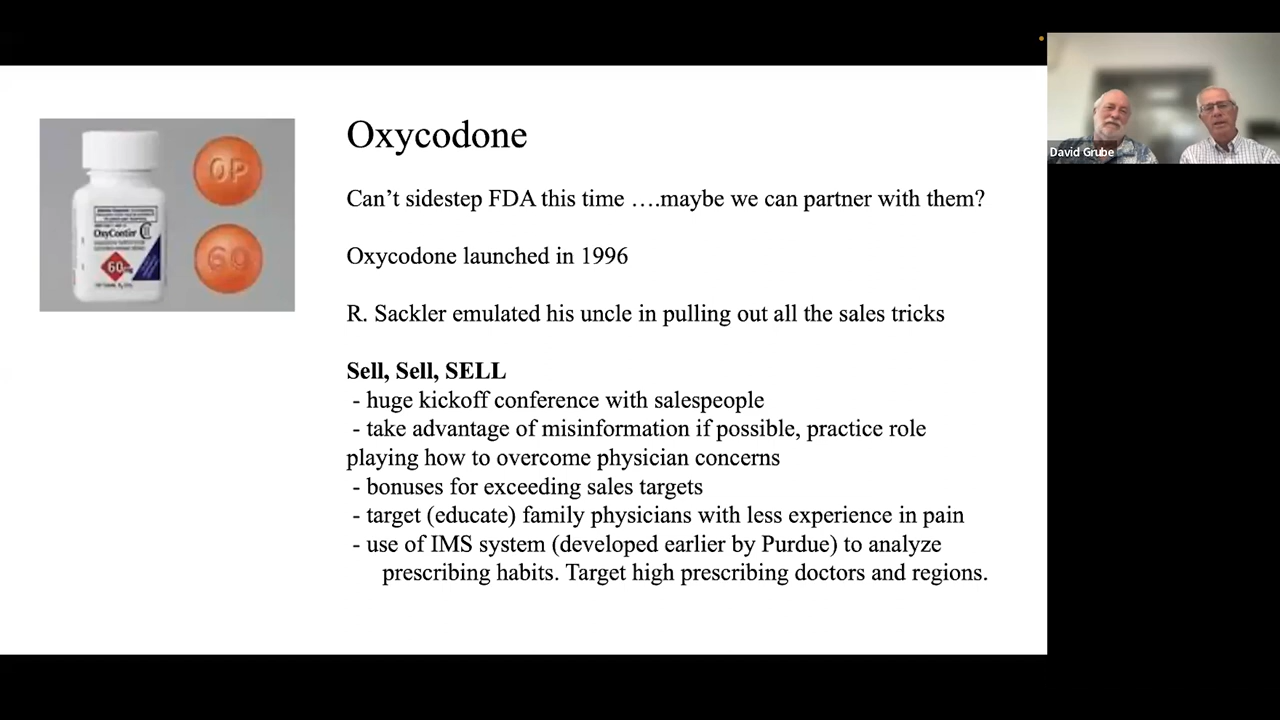 Oxycodone
Can’t sidestep FDA this time ….maybe we can partner with them?
Oxycodone launched in 1996
R. Sackler emulated his uncle in pulling out all the sales tricks
Sell, Sell, SELL
- huge kickoff conference with salespeople
- take advantage of misinformation if possible, practice role
playing how to overcome physician concerns
- bonuses for exceeding sales targets
- target (educate) family physicians with less experience in pain
- use of IMS system (developed earlier by Purdue) to analyze
prescribing habits. Target high prescribing doctors and regions.
OP
60
OxyContin CII
60 mg
David Grube